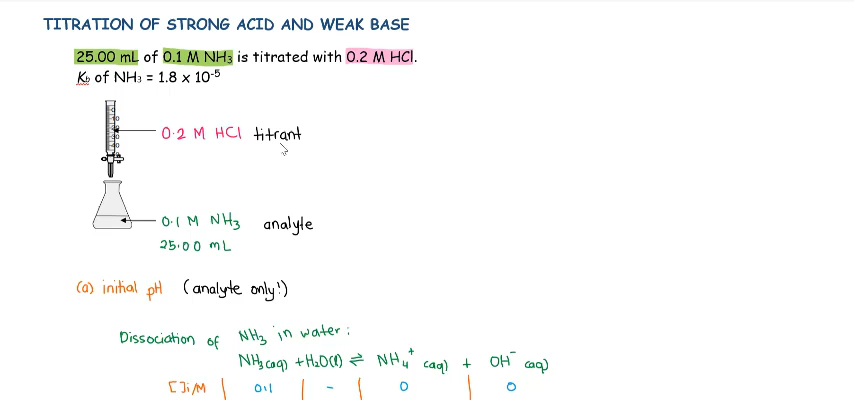 TITRATION OF STRONG ACID AND WEAK BASE
25.00 mL of 0.1 M NH₃ is titrated with 0.2 M HCl.
Kb of NH₃ = 1.8 x 10⁻⁵
0.2 M HCl titrant
0.1 M NH₃ analyte
25.00 mL
(a) initial pH (analyte only!)
Dissociation of NH₃ in water:
NH₃(aq) + H₂O(l) ⇌ NH₄⁺ (aq) + OH⁻ (aq)
[ ]i/M | 0.1 | - | 0 | 0